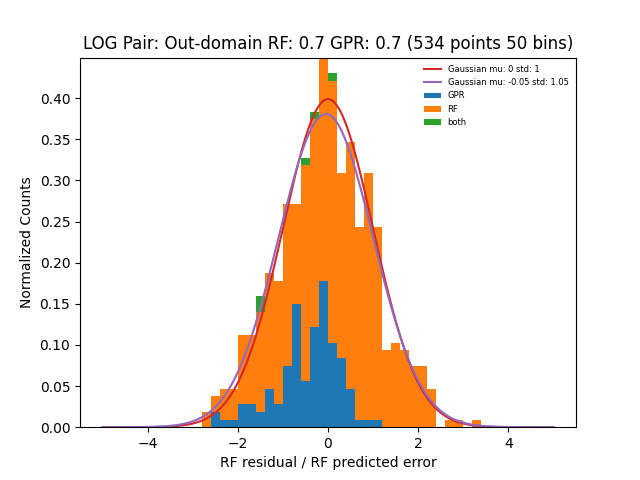 LOG Pair: Out-domain RF: 0.7 GPR: 0.7 (534 points 50 bins)
Gaussian mu: 0 std: 1
Gaussian mu: -0.05 std: 1.05
GPR
RF
both
0.40
0.35
0.30
0.25
0.20
0.15
0.10
0.05
0.00
Normalized Counts
−4
−2
0
2
4
RF residual / RF predicted error